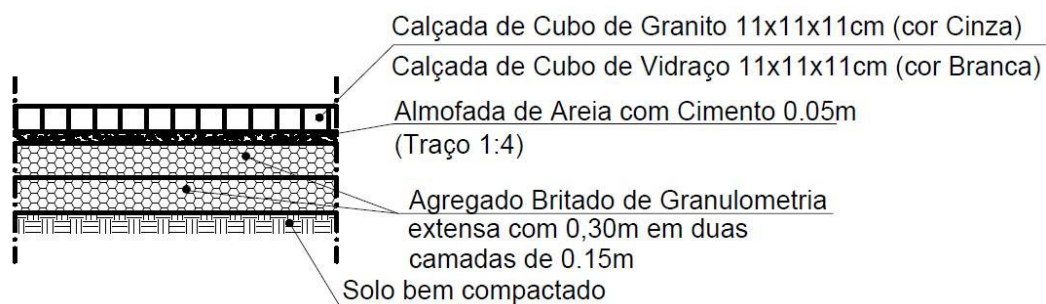 Calçada de Cubo de Granito 11x11x11cm (cor Cinza)
Calçada de Cubo de Vidraço 11x11x11cm (cor Branca)
Almofada de Areia com Cimento 0.05m
(Traço 1:4)
Agregado Britado de Granulometria
extensa com 0,30m em duas
camadas de 0.15m
Solo bem compactado